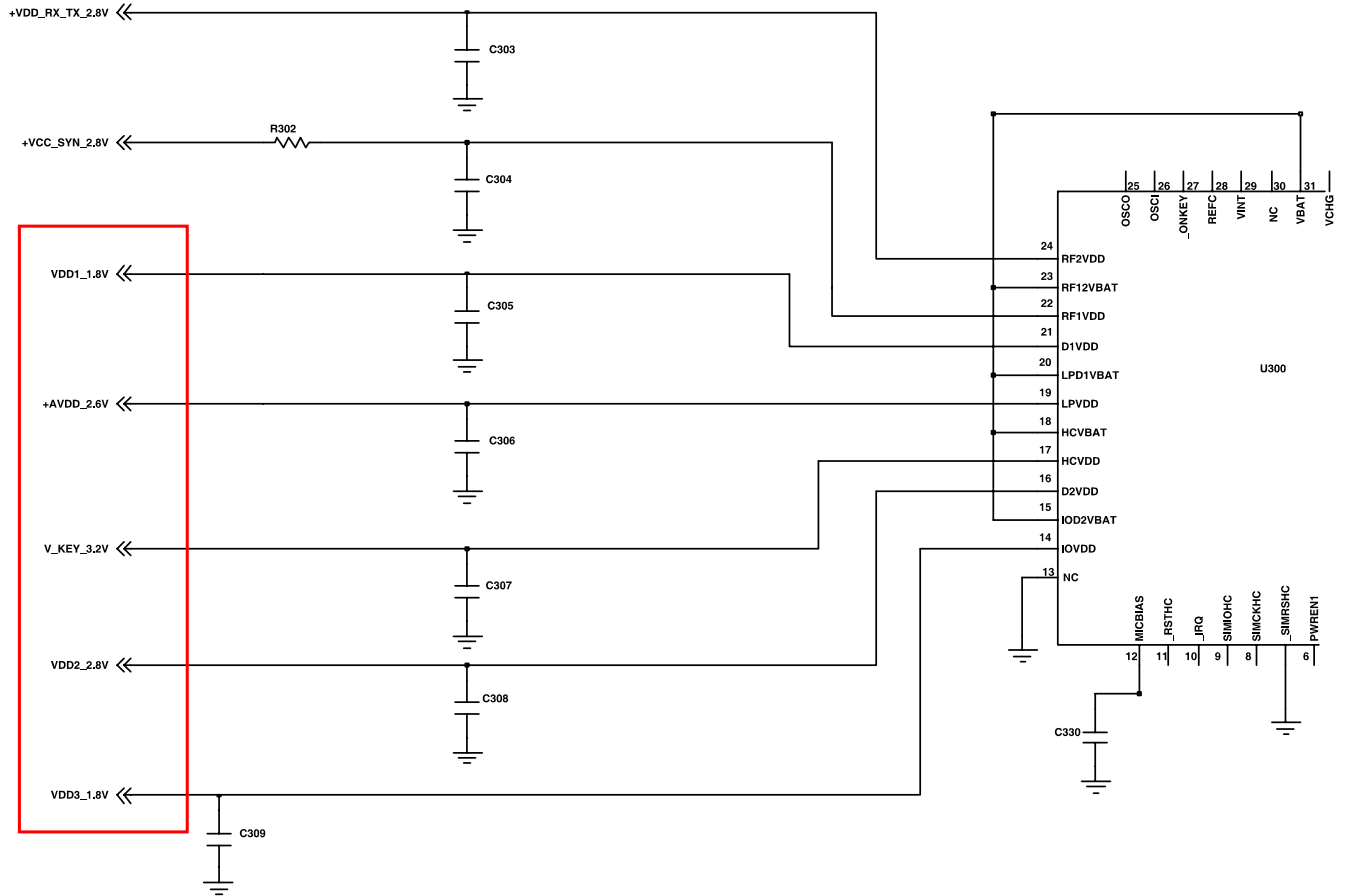 +VDD_RX_TX_2.8V
C303
R302
+VCC_SYN_2.8V
C304
VDD1_1.8V
C305
+AVDD_2.6V
C306
V_KEY_3.2V
C307
VDD2_2.8V
C308
VDD3_1.8V
C309
25 26 27 28 29 30 31
OSCO
OSCI
_ONKEY
REFC
VINT
NC
VBAT
VCHG
24 RF2VDD
23 RF12VBAT
22 RF1VDD
21 D1VDD
20 LPD1VBAT
19 LPVDD
18 HCVBAT
17 HCVDD
16 D2VDD
15 IOD2VBAT
14 IOVDD
13 NC
U300
MICBIAS
_RSTHC
_IRQ
SIMIOHC
SIMCKHC
_SIMRSHC
PWREN1
12 11 10 9 8 6
C330